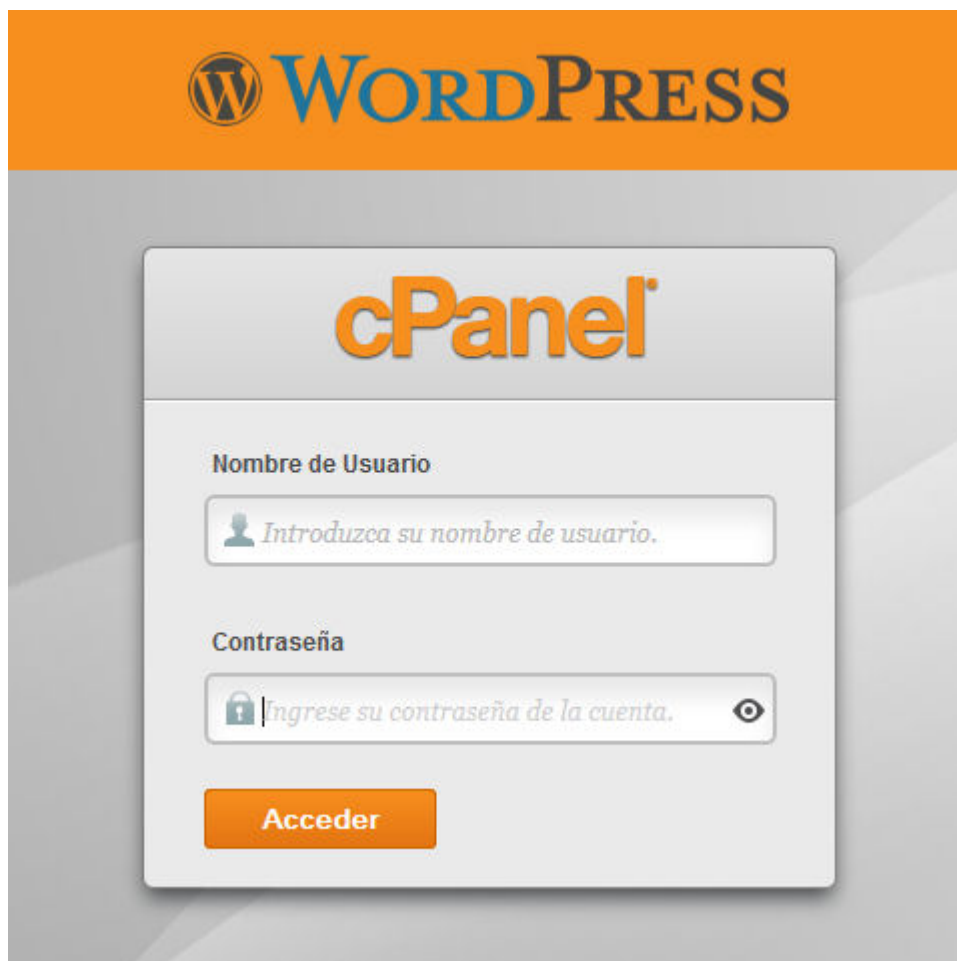 WORDPRESS
cPanel
Nombre de Usuario
Introduzca su nombre de usuario.
Contraseña
Ingrese su contraseña de la cuenta.
Acceder